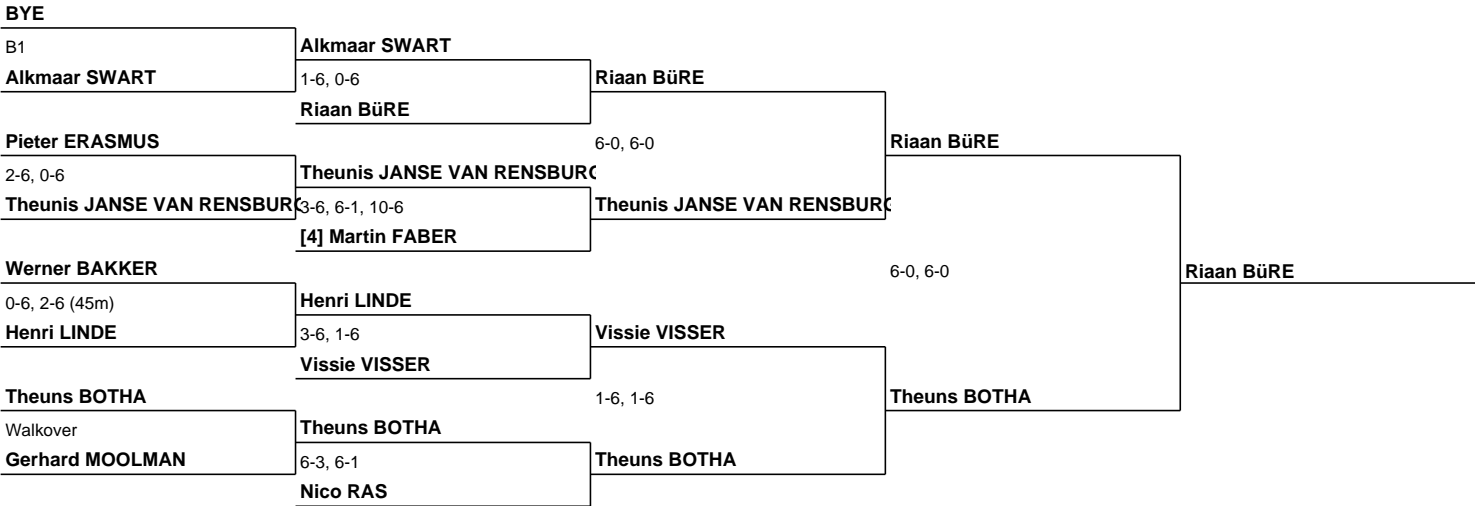 BYE
B1
Alkmaar SWART
Alkmaar SWART
1-6, 0-6
Riaan BüRE
Riaan BüRE
Pieter ERASMUS
2-6, 0-6
Theunis JANSE VAN RENSBURG
Theunis JANSE VAN RENSBURG
3-6, 6-1, 10-6
[4] Martin FABER
6-0, 6-0
Theunis JANSE VAN RENSBURG
Riaan BüRE
Werner BAKKER
0-6, 2-6 (45m)
Henri LINDE
Henri LINDE
3-6, 1-6
Vissie VISSER
Vissie VISSER
Theuns BOTHA
Walkover
Gerhard MOOLMAN
Theuns BOTHA
6-3, 6-1
Nico RAS
1-6, 1-6
Theuns BOTHA
Theuns BOTHA
6-0, 6-0
Riaan BüRE